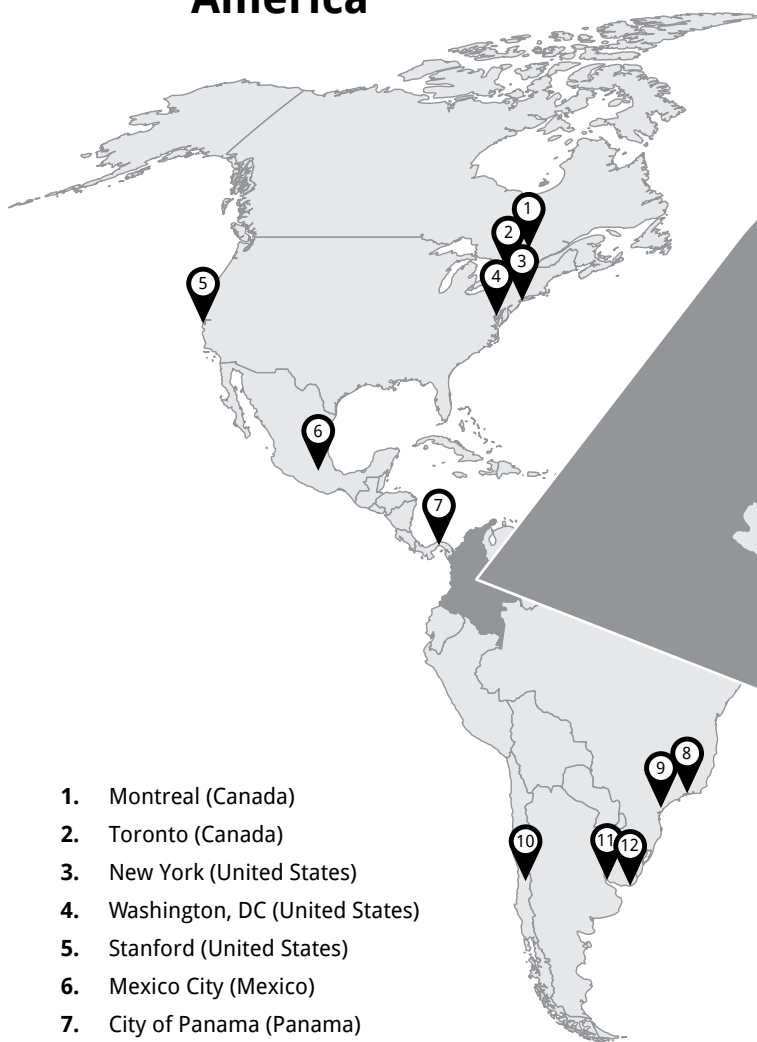 America
1
2
3
4
5
6
7
8
9
10
11
12
1. Montreal (Canada)
2. Toronto (Canada)
3. New York (United States)
4. Washington, DC (United States)
5. Stanford (United States)
6. Mexico City (Mexico)
7. City of Panama (Panama)